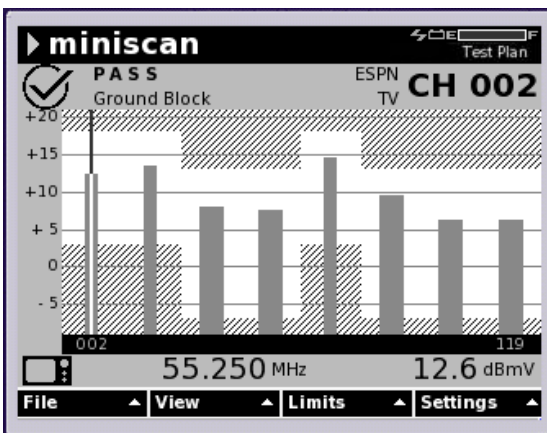 miniscan
E F
Test Plan
PASS
Ground Block
ESPN
TV
CH 002
+20
+15
+10
+ 5
0
- 5
002 119
55.250 MHz 12.6 dBmV
File View Limits Settings